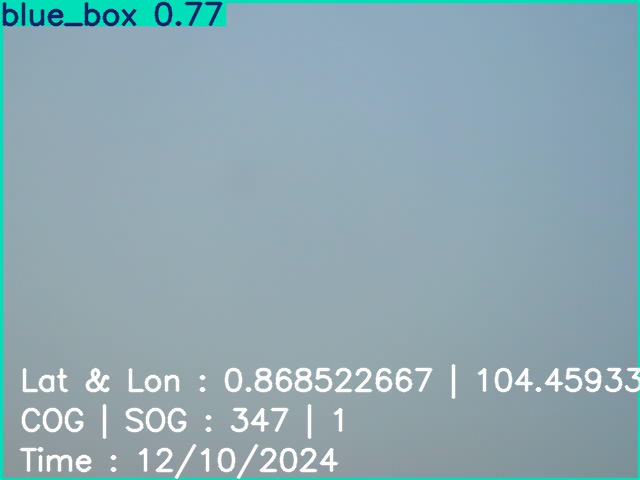 blue_box 0.77
Lat & Lon : 0.868522667 | 104.45933
COG | SOG : 347 | 1
Time : 12/10/2024